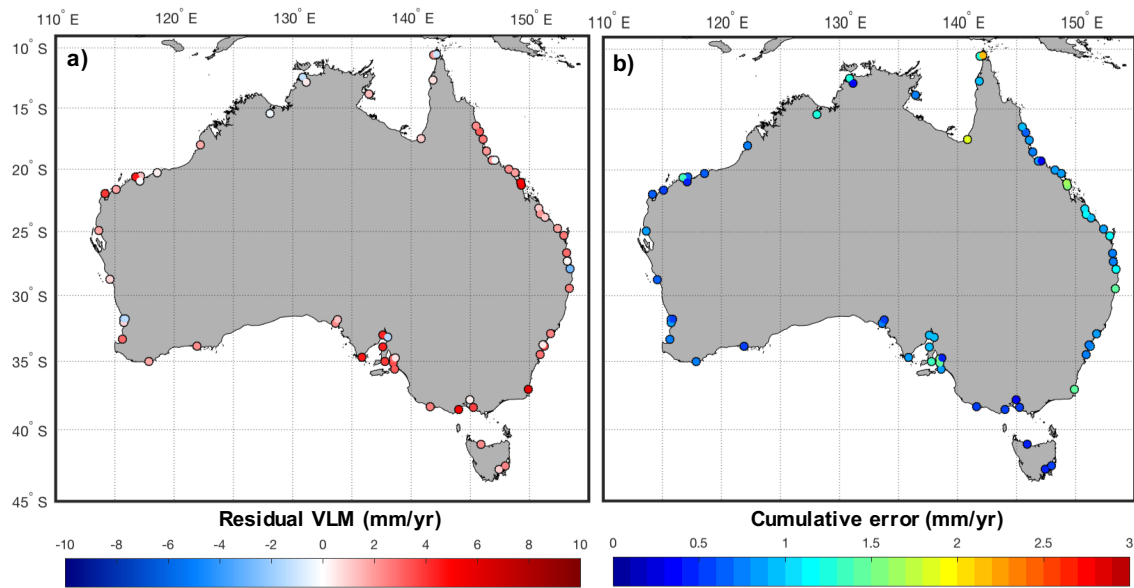 110° E 120° E 130° E 140° E 150° E 110° E 120° E 130° E 140° E 150° E
a) b)
10° S
15° S
20° S
25° S
30° S
35° S
40° S
45° S
Residual VLM (mm/yr) Cumulative error (mm/yr)
-10 -8 -6 -4 -2 0 2 4 6 8 10 0 0.5 1 1.5 2 2.5 3